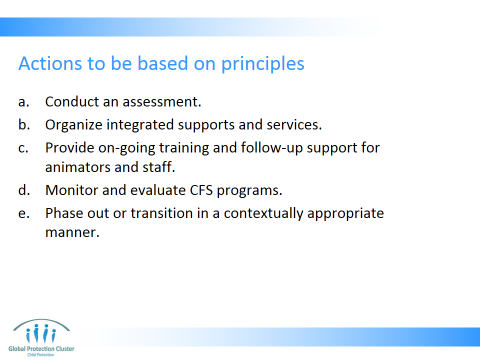 Actions to be based on principles
a. Conduct an assessment.
b. Organize integrated supports and services.
c. Provide on-going training and follow-up support for
animators and staff.
d. Monitor and evaluate CFS programs.
e. Phase out or transition in a contextually appropriate
manner.
Global Protection Cluster
Child Protection